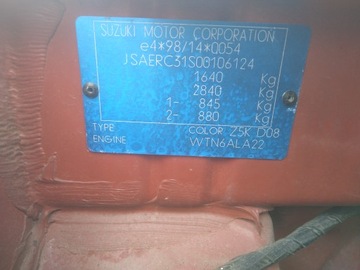 SUZUKI MOTOR CORPORATION
e4*98/14*0054
JSAERC31S00106124
1640 Kg
2840 Kg
1- 845 Kg
2- 880 Kg
TYPE COLOR Z5K D08
ENGINE WTN6ALA22